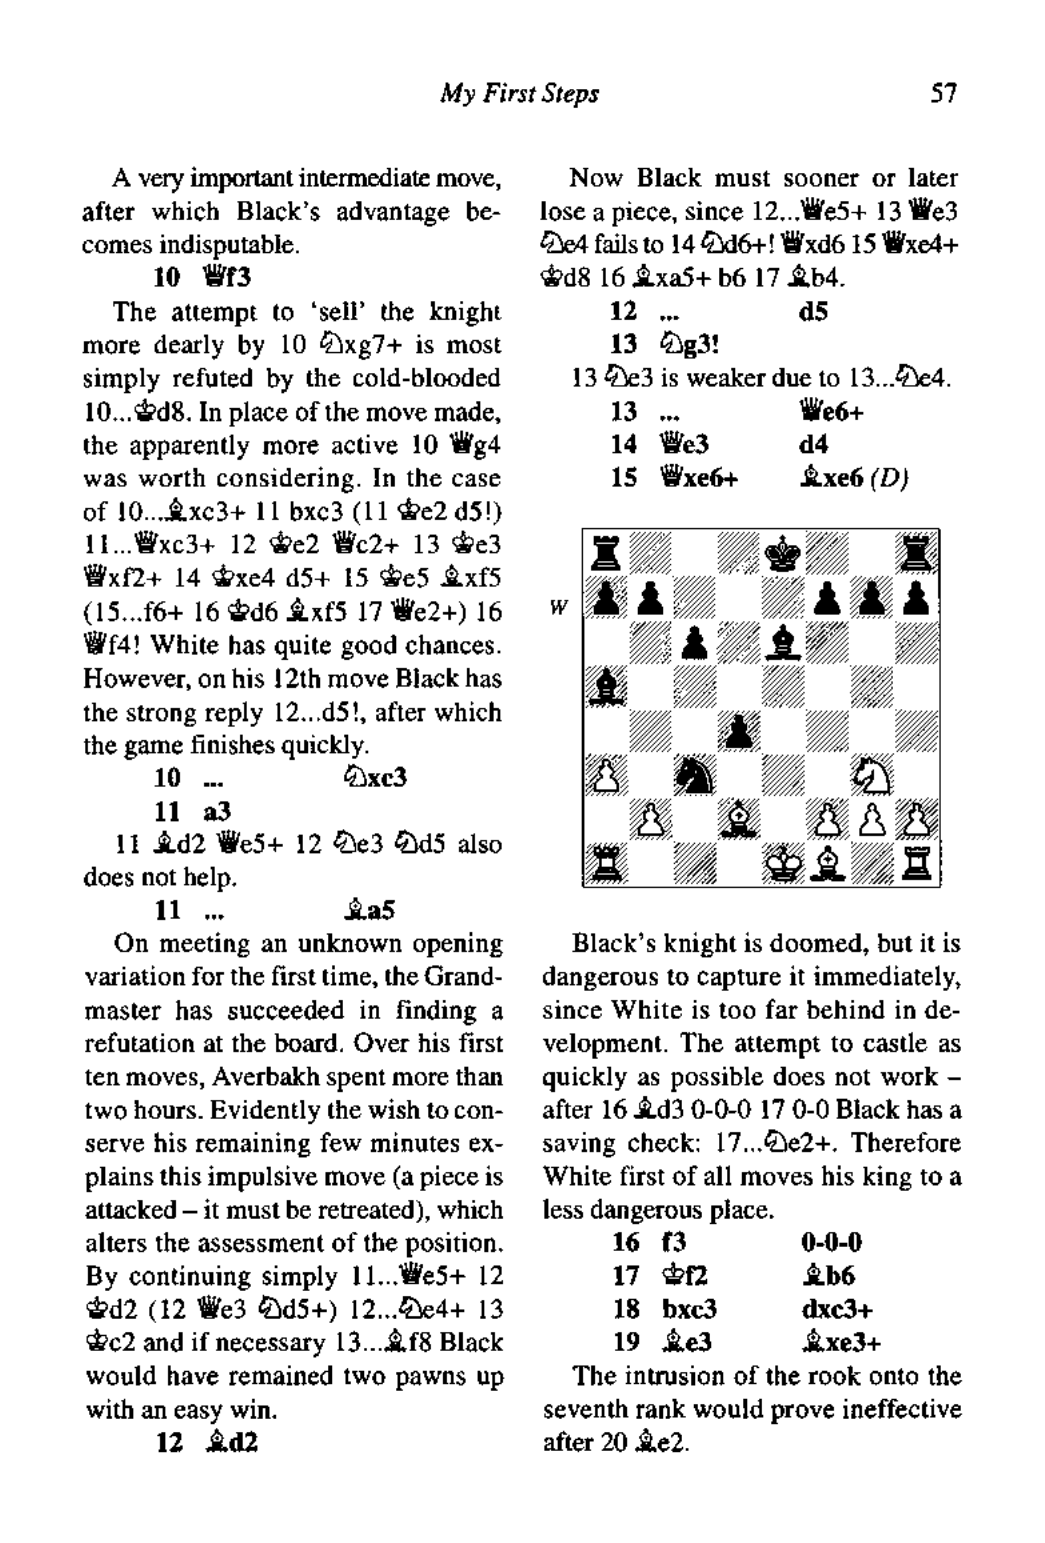 My First Steps 57
A very important intermediate move,
after which Black's advantage be-
comes indisputable.
10 ♕f3
The attempt to ‘sell’ the knight
more dearly by 10 ♘xg7+ is most
simply refuted by the cold-blooded
10...♔d8. In place of the move made,
the apparently more active 10 ♕g4
was worth considering. In the case
of 10...♗xc3+ 11 bxc3 (11 ♔e2 d5!)
11...♕xc3+ 12 ♔e2 ♕c2+ 13 ♔e3
♕xf2+ 14 ♔xe4 d5+ 15 ♔e5 ♗xf5
(15...f6+ 16 ♔d6 ♗xf5 17 ♕e2+) 16
♕f4! White has quite good chances.
However, on his 12th move Black has
the strong reply 12...d5!, after which
the game finishes quickly.
10 ... ♘xc3
11 a3
11 ♗d2 ♕e5+ 12 ♘e3 ♘d5 also
does not help.
11 ... ♗a5
On meeting an unknown opening
variation for the first time, the Grand-
master has succeeded in finding a
refutation at the board. Over his first
ten moves, Averbakh spent more than
two hours. Evidently the wish to con-
serve his remaining few minutes ex-
plains this impulsive move (a piece is
attacked – it must be retreated), which
alters the assessment of the position.
By continuing simply 11...♕e5+ 12
♔d2 (12 ♕e3 ♘d5+) 12...♘e4+ 13
♔c2 and if necessary 13...♗f8 Black
would have remained two pawns up
with an easy win.
12 ♗d2
Now Black must sooner or later
lose a piece, since 12...♕e5+ 13 ♕e3
♘e4 fails to 14 ♘d6+! ♕xd6 15 ♕xe4+
♔d8 16 ♗xa5+ b6 17 ♗b4.
12 ... d5
13 ♘g3!
13 ♘e3 is weaker due to 13...♘e4.
13 ... ♕e6+
14 ♕e3 d4
15 ♕xe6+ ♗xe6 (D)
W
Black's knight is doomed, but it is
dangerous to capture it immediately,
since White is too far behind in de-
velopment. The attempt to castle as
quickly as possible does not work –
after 16 ♗d3 0-0-0 17 0-0 Black has a
saving check: 17...♘e2+. Therefore
White first of all moves his king to a
less dangerous place.
16 f3 0-0-0
17 ♔f2 ♗b6
18 bxc3 dxc3+
19 ♗e3 ♗xe3+
The intrusion of the rook onto the
seventh rank would prove ineffective
after 20 ♗e2.